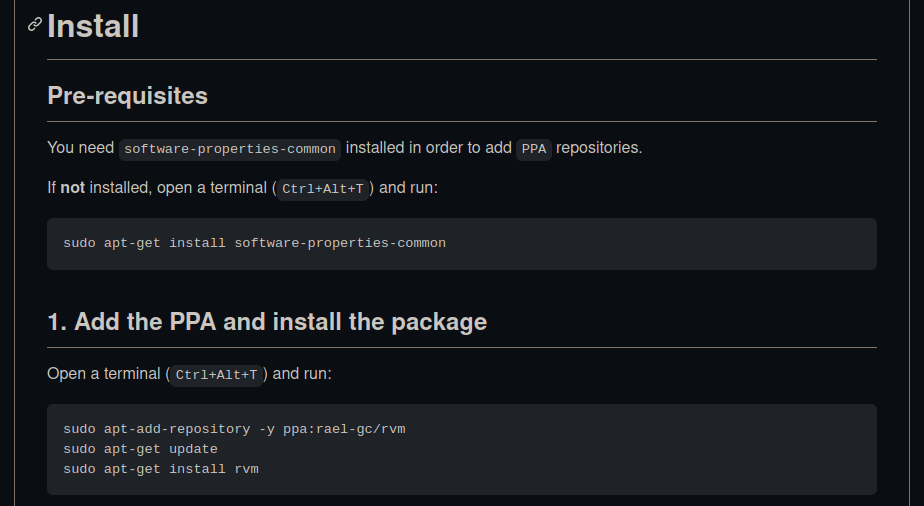 Install
Pre-requisites
You need software-properties-common installed in order to add PPA repositories.
If not installed, open a terminal (Ctrl+Alt+T) and run:
sudo apt-get install software-properties-common
1. Add the PPA and install the package
Open a terminal (Ctrl+Alt+T) and run:
sudo apt-add-repository -y ppa:rael-gc/rvm
sudo apt-get update
sudo apt-get install rvm